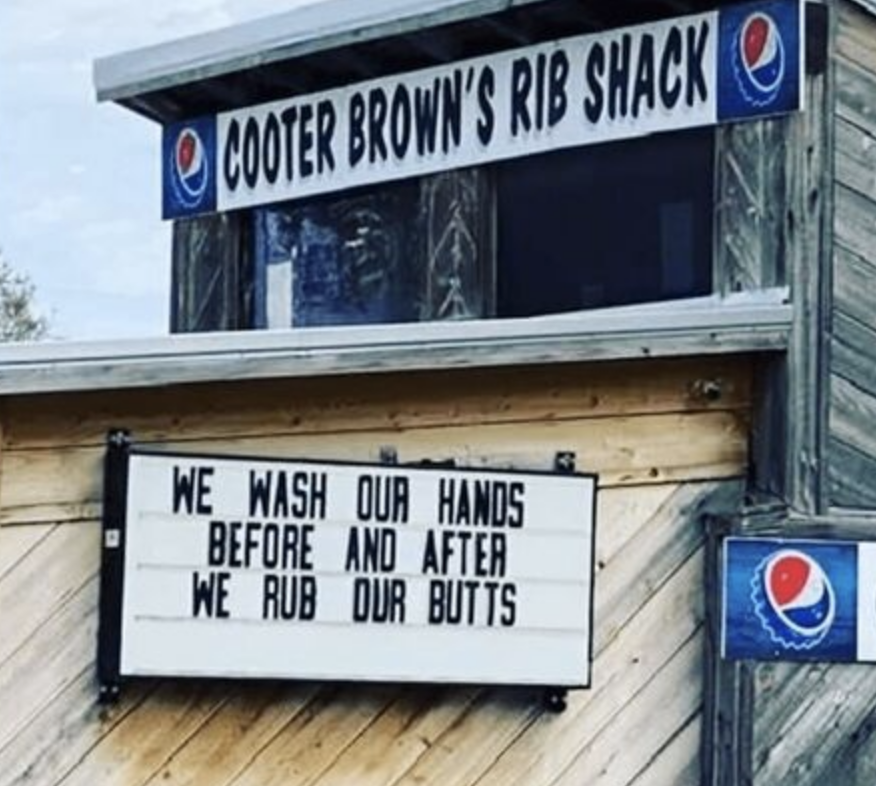 COOTER BROWN'S RIB SHACK
WE WASH OUR HANDS
BEFORE AND AFTER
WE RUB OUR BUTTS